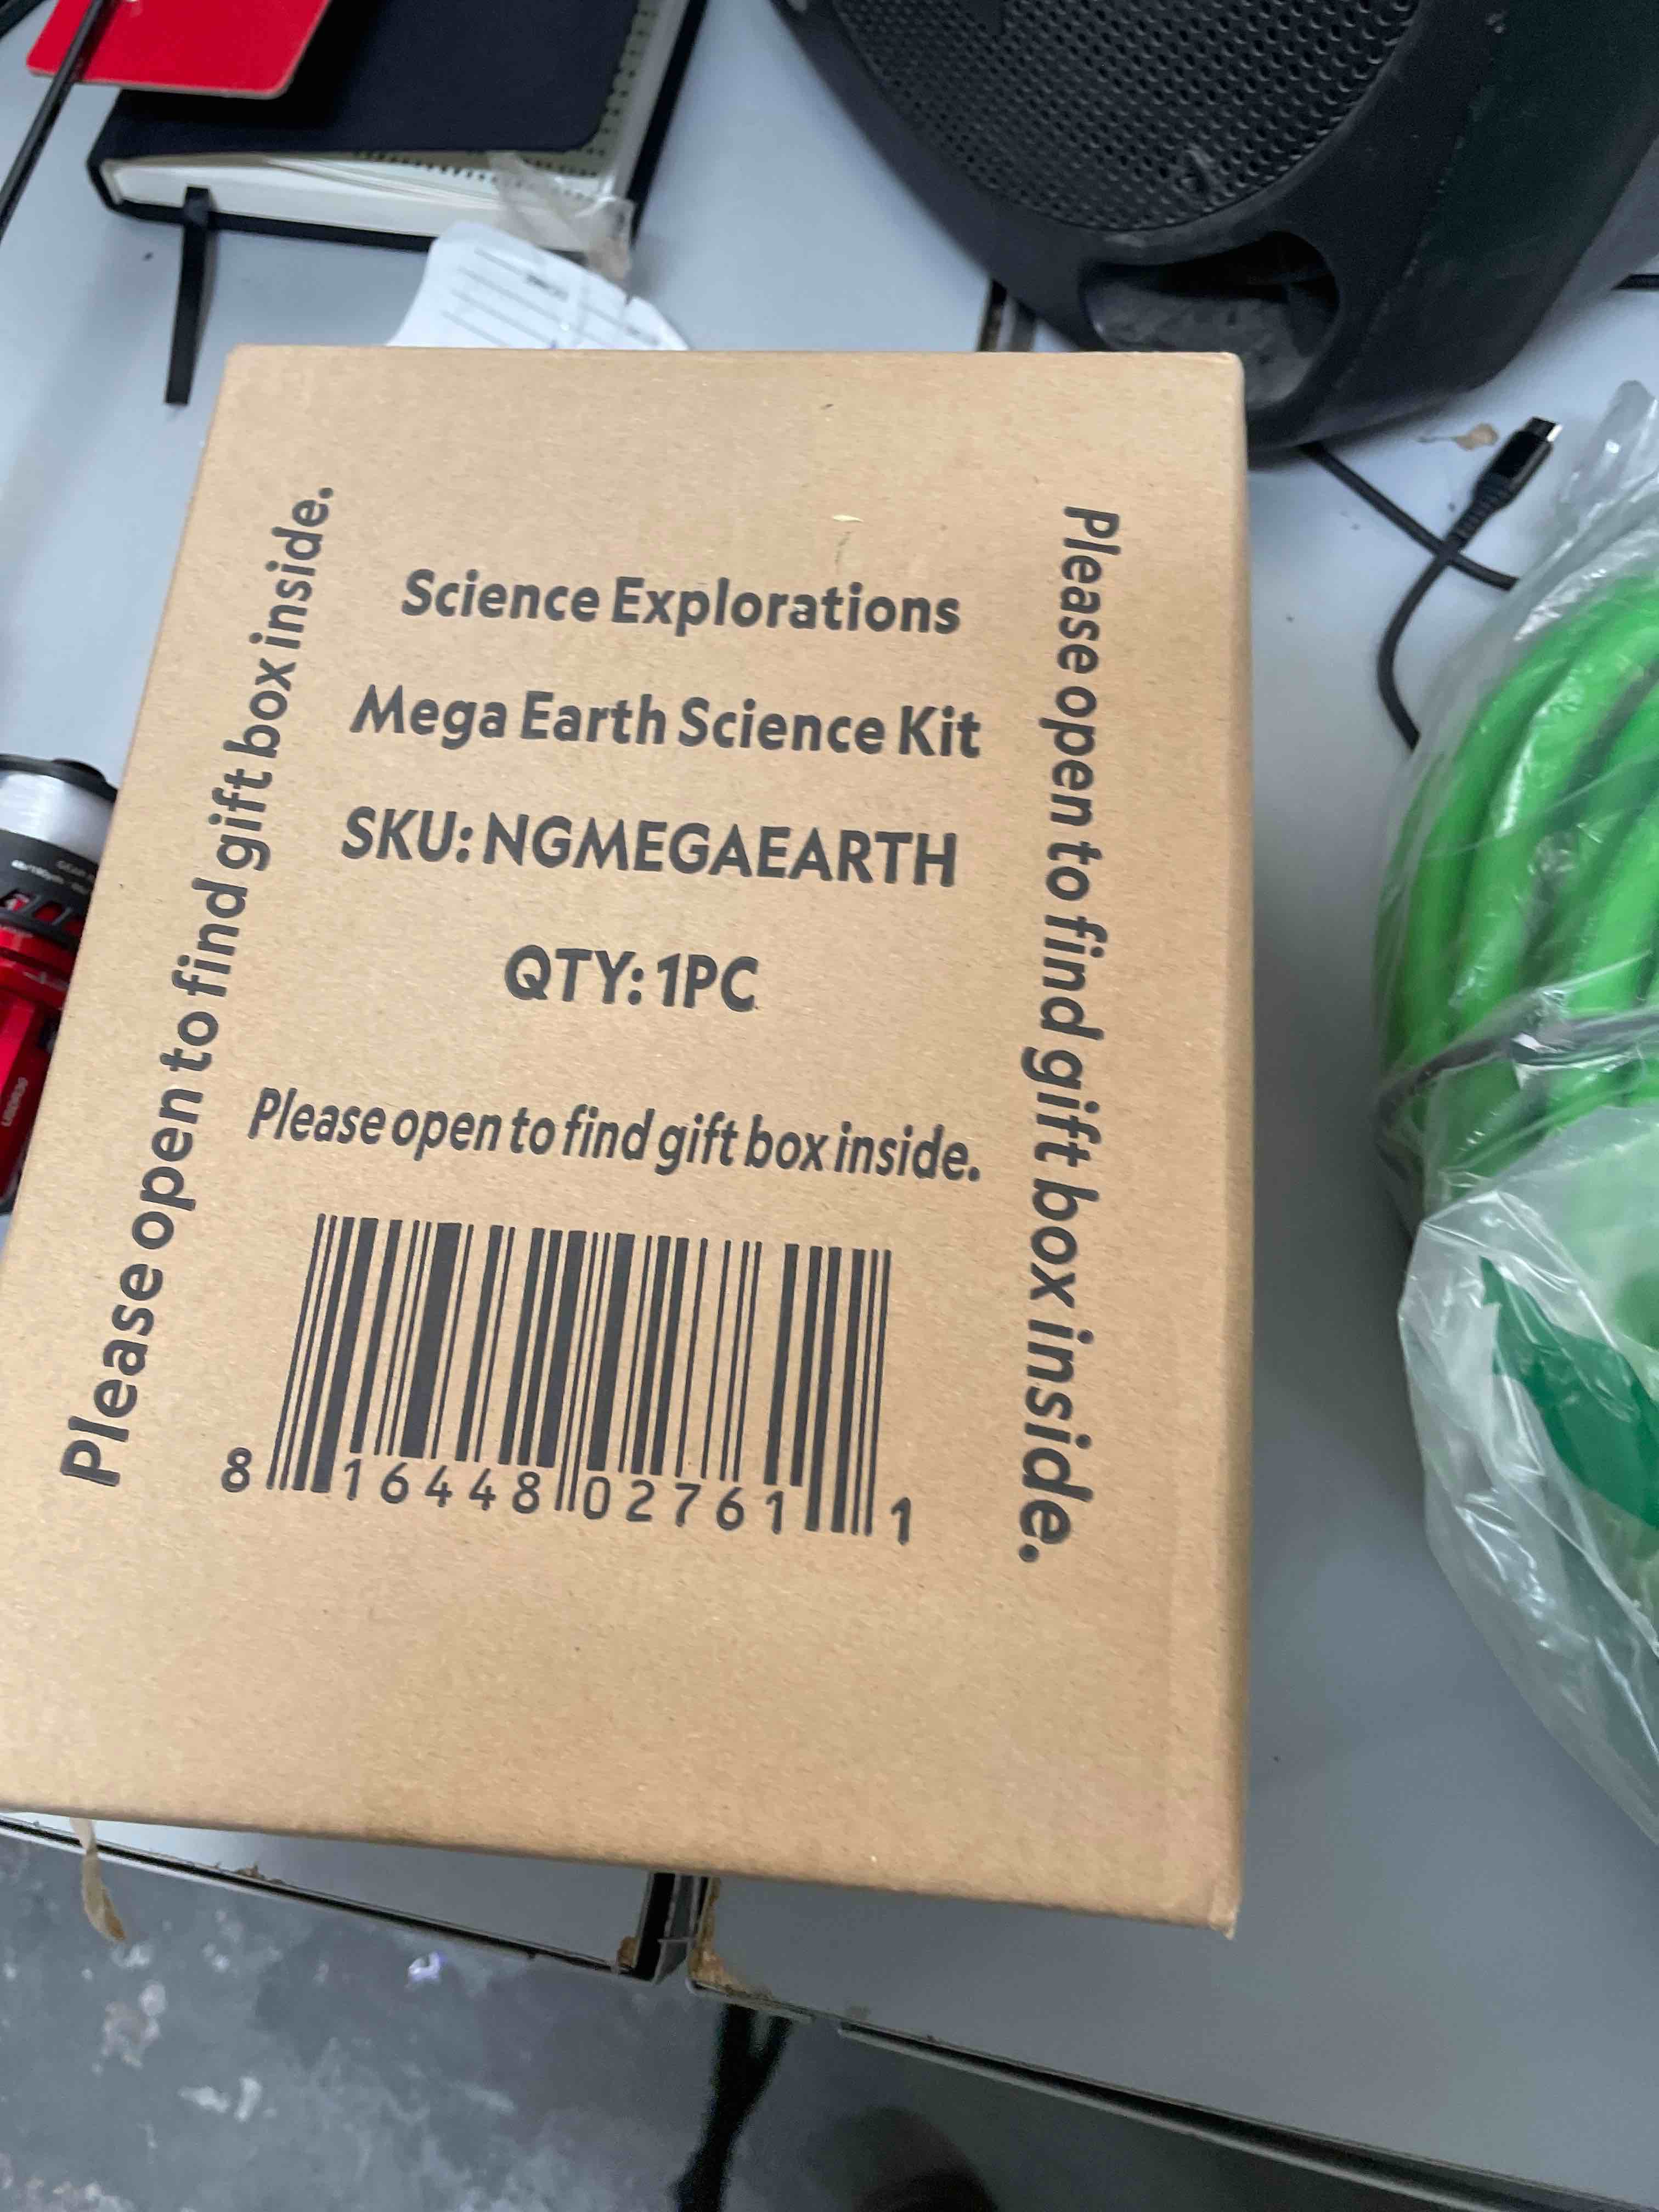 Please open to find gift box inside.
Science Explorations
Mega Earth Science Kit
SKU: NGMEGAEARTH
QTY: 1PC
Please open to find gift box inside.
8 16448 02761 1
Please open to find gift box inside.